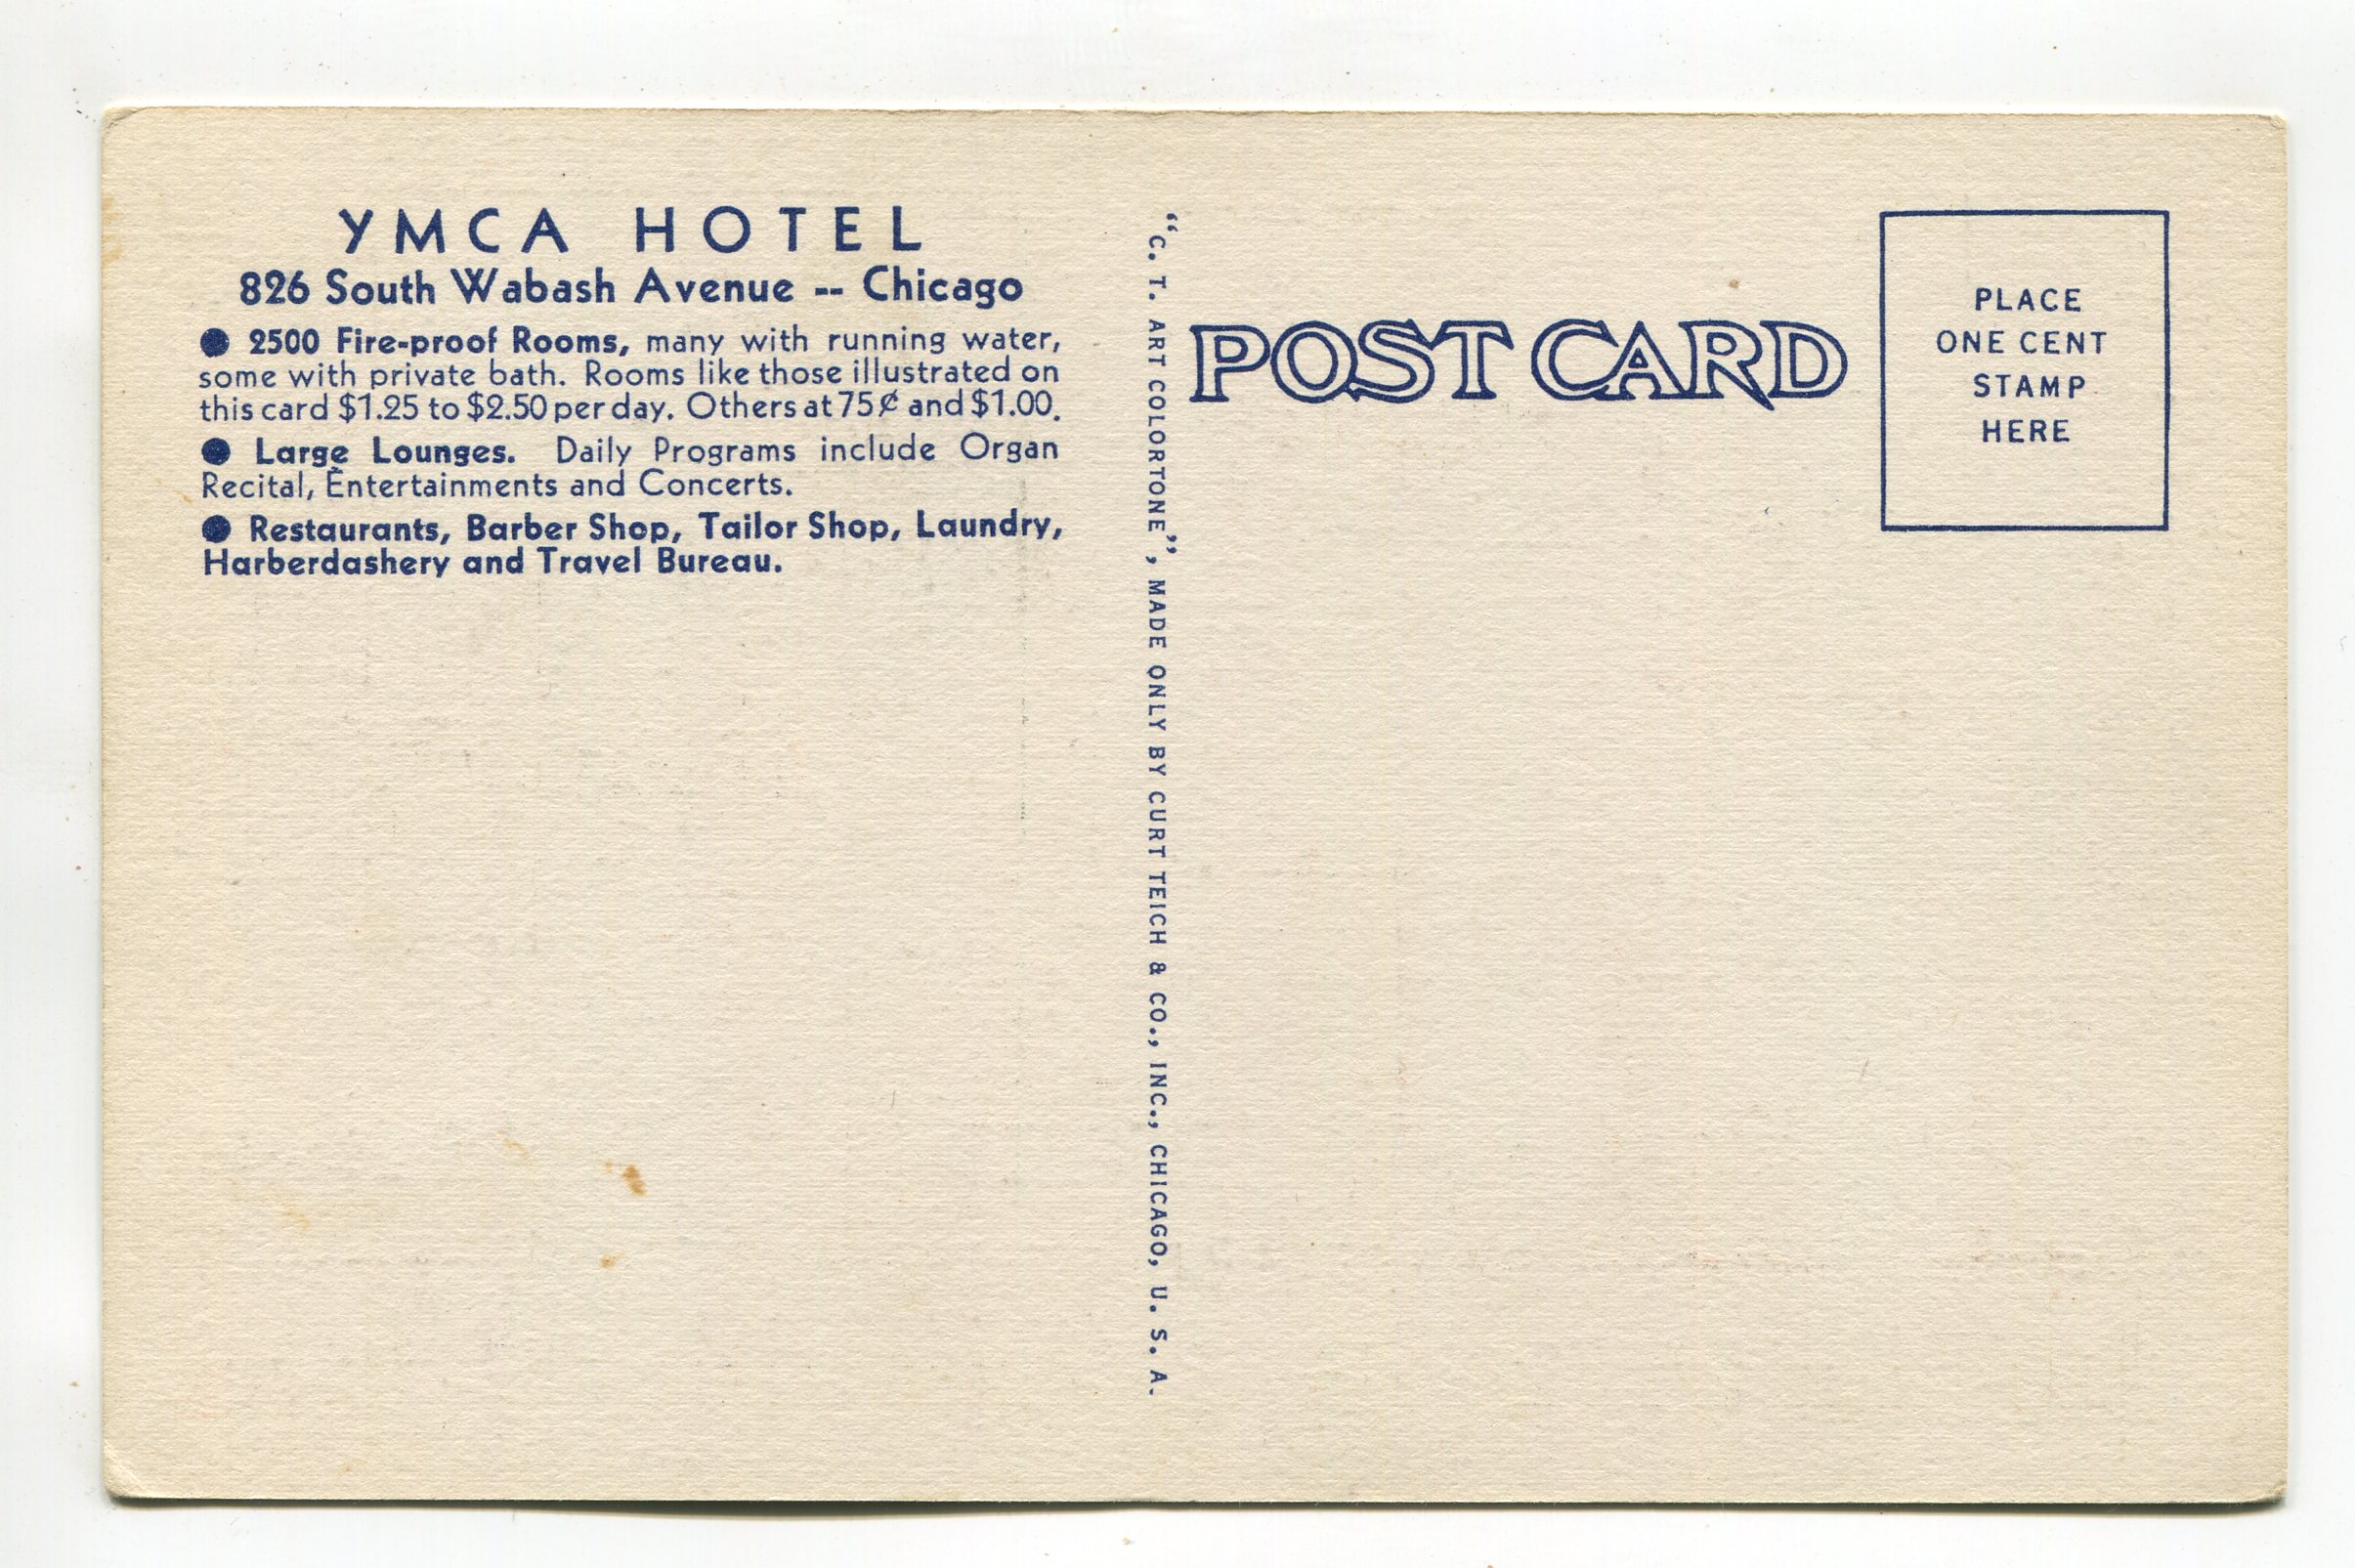 YMCA HOTEL
826 South Wabash Avenue -- Chicago
● 2500 Fire-proof Rooms, many with running water,
some with private bath. Rooms like those illustrated on
this card $1.25 to $2.50 per day. Others at 75¢ and $1.00.
● Large Lounges. Daily Programs include Organ
Recital, Entertainments and Concerts.
● Restaurants, Barber Shop, Tailor Shop, Laundry,
Harberdashery and Travel Bureau.
"C. T. ART COLORTONE", MADE ONLY BY CURT TEICH & CO., INC., CHICAGO, U. S. A.
POST CARD
PLACE
ONE CENT
STAMP
HERE